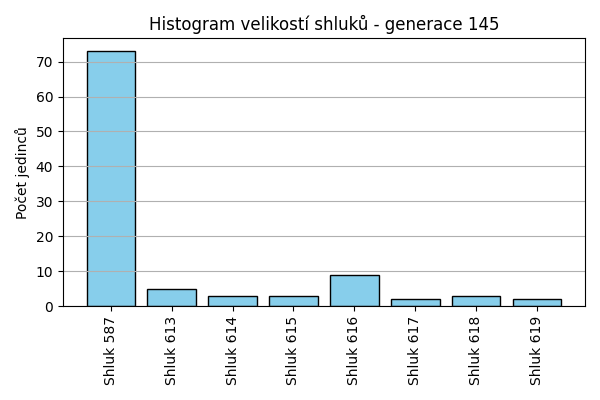 Histogram velikostí shluků - generace 145
Počet jedinců
70
60
50
40
30
20
10
0
Shluk 587
Shluk 613
Shluk 614
Shluk 615
Shluk 616
Shluk 617
Shluk 618
Shluk 619